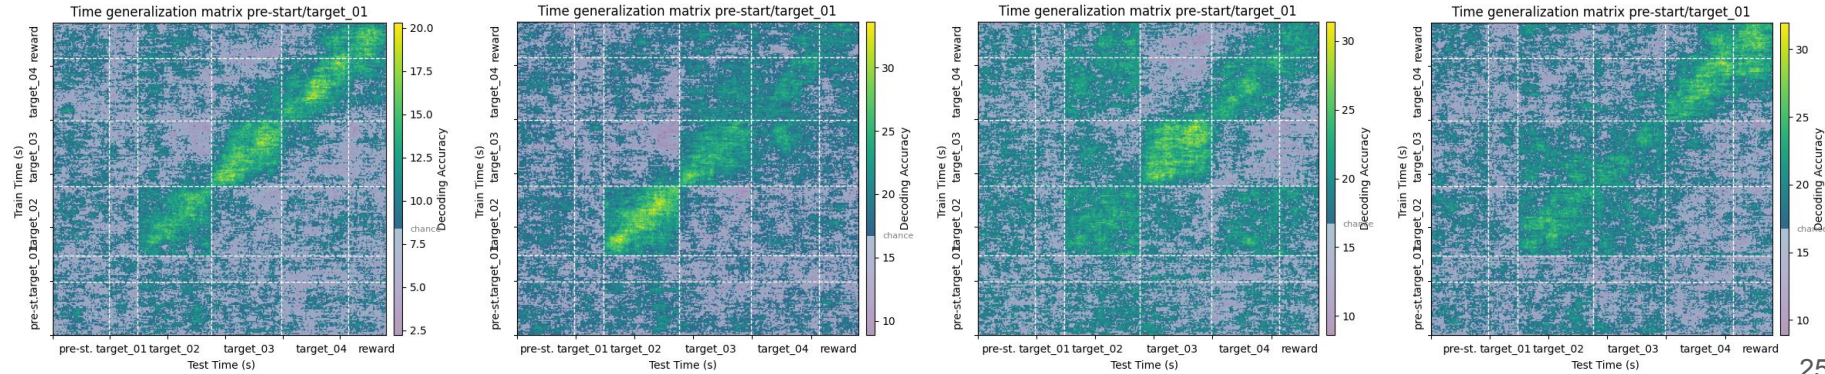 Time generalization matrix pre-start/target_01
Train Time (s)
pre-st. target_01 target_02 target_03 target_04 reward
pre-st. target_01 target_02 target_03 target_04 reward
Test Time (s)
20.0
17.5
15.0
12.5
10.0
chance
7.5
5.0
2.5
Decoding Accuracy
Time generalization matrix pre-start/target_01
Train Time (s)
pre-st. target_01 target_02 target_03 target_04 reward
pre-st. target_01 target_02 target_03 target_04 reward
Test Time (s)
30
25
20
chance
15
10
Decoding Accuracy
Time generalization matrix pre-start/target_01
Train Time (s)
pre-st. target_01 target_02 target_03 target_04 reward
pre-st. target_01 target_02 target_03 target_04 reward
Test Time (s)
30
25
20
chance
15
10
Decoding Accuracy
Time generalization matrix pre-start/target_01
Train Time (s)
pre-st. target_01 target_02 target_03 target_04 reward
pre-st. target_01 target_02 target_03 target_04 reward
Test Time (s)
30
25
20
chance
15
10
Decoding Accuracy
25